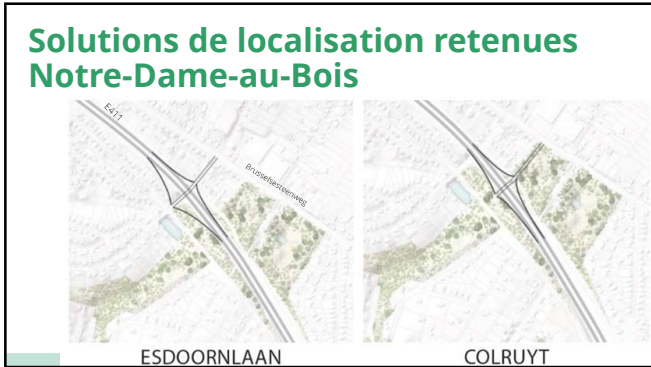 Solutions de localisation retenues
Notre-Dame-au-Bois
E411
Brusselsesteenweg
ESDOORNLAAN
COLRUYT